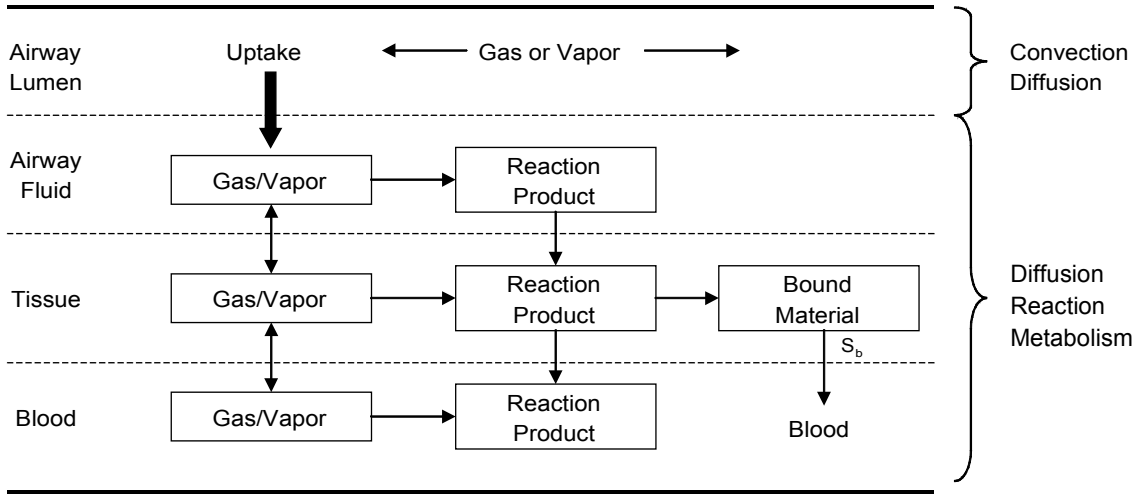 Airway
Lumen
Uptake
Gas or Vapor
Convection
Diffusion
Airway
Fluid
Gas/Vapor
Reaction
Product
Tissue
Gas/Vapor
Reaction
Product
Bound
Material
S_b
Diffusion
Reaction
Metabolism
Blood
Gas/Vapor
Reaction
Product
Blood